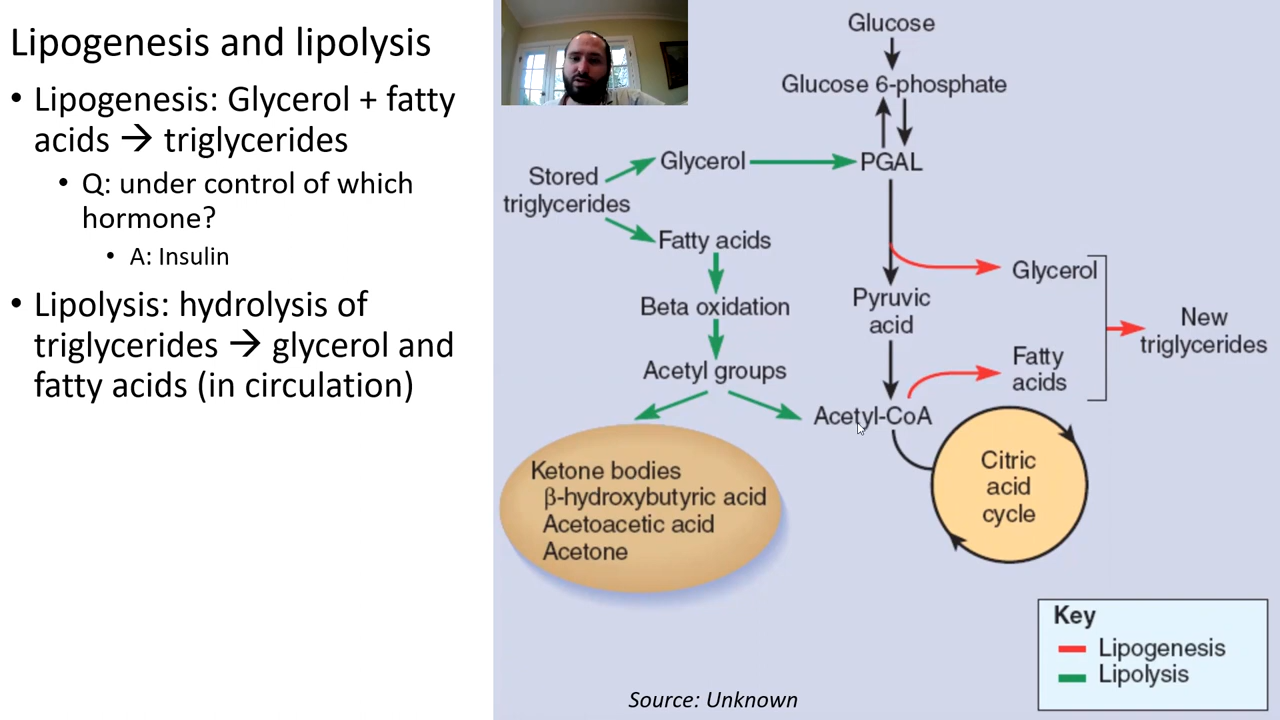 Lipogenesis and lipolysis
• Lipogenesis: Glycerol + fatty
acids → triglycerides
• Q: under control of which
hormone?
• A: Insulin
• Lipolysis: hydrolysis of
triglycerides → glycerol and
fatty acids (in circulation)
Glucose
Glucose 6-phosphate
Glycerol
PGAL
Stored
triglycerides
Fatty acids
Glycerol
Beta oxidation
Pyruvic
acid
New
triglycerides
Fatty
acids
Acetyl groups
Acetyl-CoA
Ketone bodies
β-hydroxybutyric acid
Acetoacetic acid
Acetone
Citric
acid
cycle
Key
Lipogenesis
Lipolysis
Source: Unknown